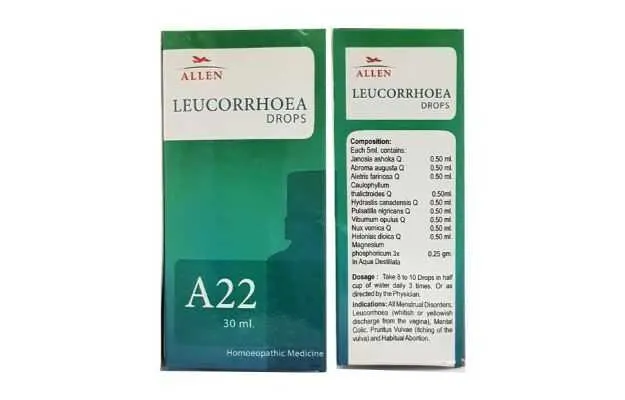 ALLEN
LEUCORRHOEA
DROPS
A22
30 ml.
Homoeopathic Medicine
ALLEN
LEUCORRHOEA
DROPS
Composition:
Each 5ml. contains:
Janosia ashoka Q 0.50 ml.
Abroma augusta Q 0.50 ml.
Aletris farinosa Q 0.50 ml.
Caulophyllum
thalictroides Q 0.50ml.
Hydrastis canadensis Q 0.50 ml.
Pulsatilla nigricans Q 0.50 ml.
Viburnum opulus Q 0.50 ml.
Nux vomica Q 0.50 ml.
Helonias dioica Q 0.50 ml.
Magnesium
phosphoricum 3x 0.25 gm.
In Aqua Destillata
Dosage : Take 8 to 10 Drops in half
cup of water daily 3 times. Or as
directed by the Physician.
Indications: All Menstrual Disorders,
Leucorrhoea (whitish or yellowish
discharge from the vagina), Menstrual
Colic, Pruritus Vulvae (itching of the
vulva) and Habitual Abortion.